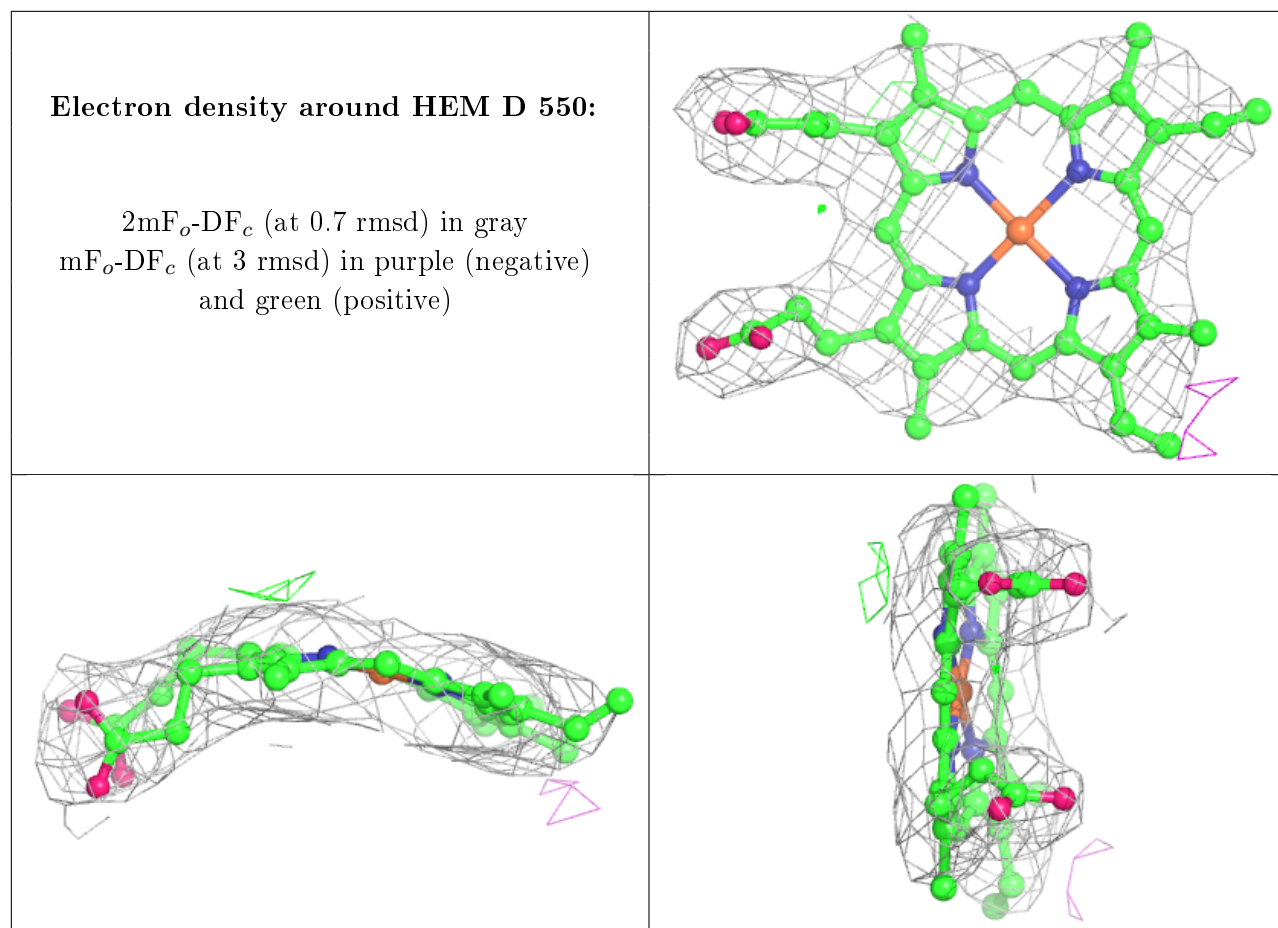 Electron density around HEM D 550:
2mFo-DFc (at 0.7 rmsd) in gray
mFo-DFc (at 3 rmsd) in purple (negative)
and green (positive)